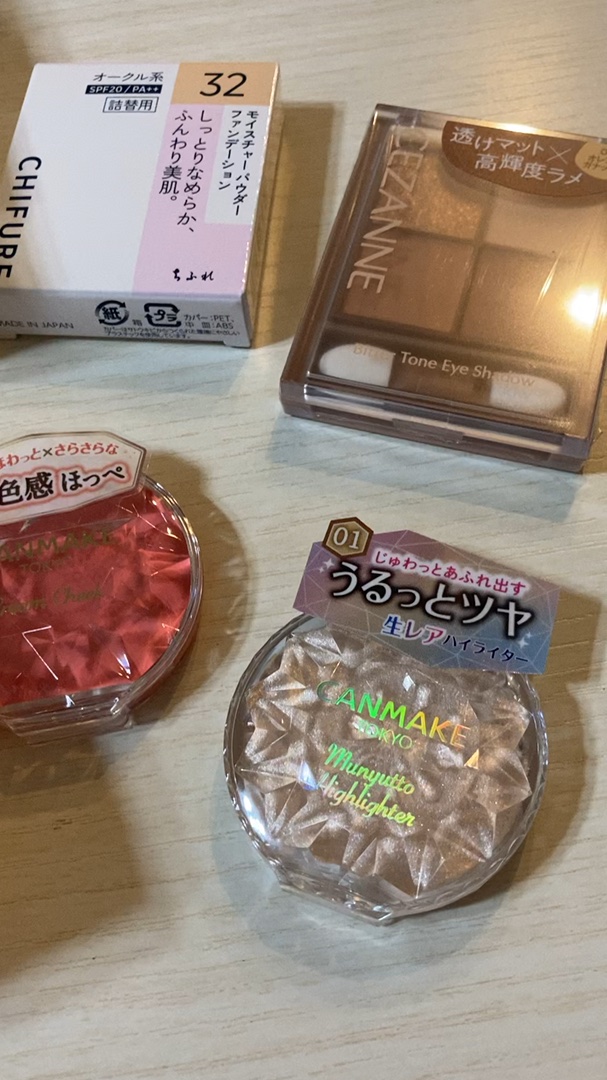 オークル系
SPF20/PA++
詰替用
32
モイスチャー パウダー
ファンデーション
しっとりなめらか、
ふんわり美肌。
ちふれ
CHIFURE
MADE IN JAPAN
紙
箱
プラ
カバー:PET、
中皿:ABS
透けマット×
高輝度ラメ
CEZANNE
Tone Eye Shadow
ほわっと×さらさらな
色感 ほっぺ
ANMAKE
TOKYO
01
じゅわっとあふれ出す
うるっとツヤ
生レアハイライター
CANMAKE
TOKYO
Munyutto
Highlighter